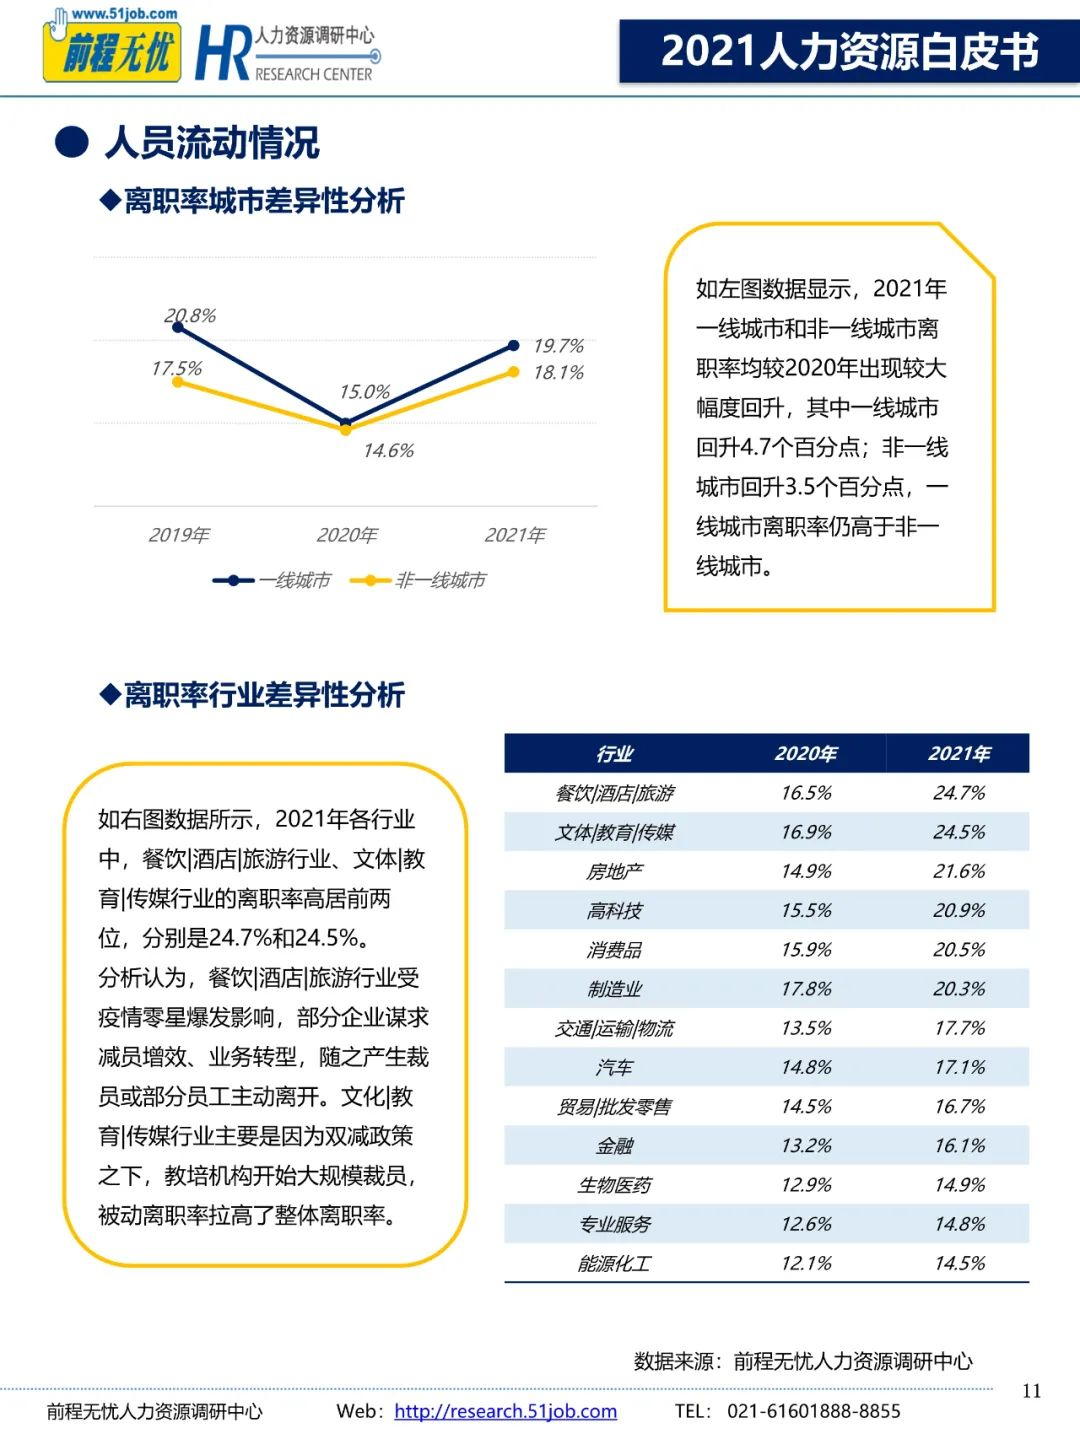 www.51job.com
前程无忧
HR
人力资源调研中心
RESEARCH CENTER
2021人力资源白皮书
人员流动情况
离职率城市差异性分析
20.8%
17.5%
15.0%
14.6%
19.7%
18.1%
2019年 2020年 2021年
一线城市 非一线城市
如左图数据显示，2021年
一线城市和非一线城市离
职率均较2020年出现较大
幅度回升，其中一线城市
回升4.7个百分点；非一线
城市回升3.5个百分点，一
线城市离职率仍高于非一
线城市。
离职率行业差异性分析
如右图数据所示，2021年各行业
中，餐饮|酒店|旅游行业、文体|教
育|传媒行业的离职率高居前两
位，分别是24.7%和24.5%。
分析认为，餐饮|酒店|旅游行业受
疫情零星爆发影响，部分企业谋求
减员增效、业务转型，随之产生裁
员或部分员工主动离开。文化|教
育|传媒行业主要是因为双减政策
之下，教培机构开始大规模裁员，
被动离职率拉高了整体离职率。
行业 2020年 2021年
餐饮|酒店|旅游 16.5% 24.7%
文体|教育|传媒 16.9% 24.5%
房地产 14.9% 21.6%
高科技 15.5% 20.9%
消费品 15.9% 20.5%
制造业 17.8% 20.3%
交通|运输|物流 13.5% 17.7%
汽车 14.8% 17.1%
贸易|批发零售 14.5% 16.7%
金融 13.2% 16.1%
生物医药 12.9% 14.9%
专业服务 12.6% 14.8%
能源化工 12.1% 14.5%
数据来源：前程无忧人力资源调研中心
11
前程无忧人力资源调研中心 Web：http://research.51job.com TEL： 021-61601888-8855